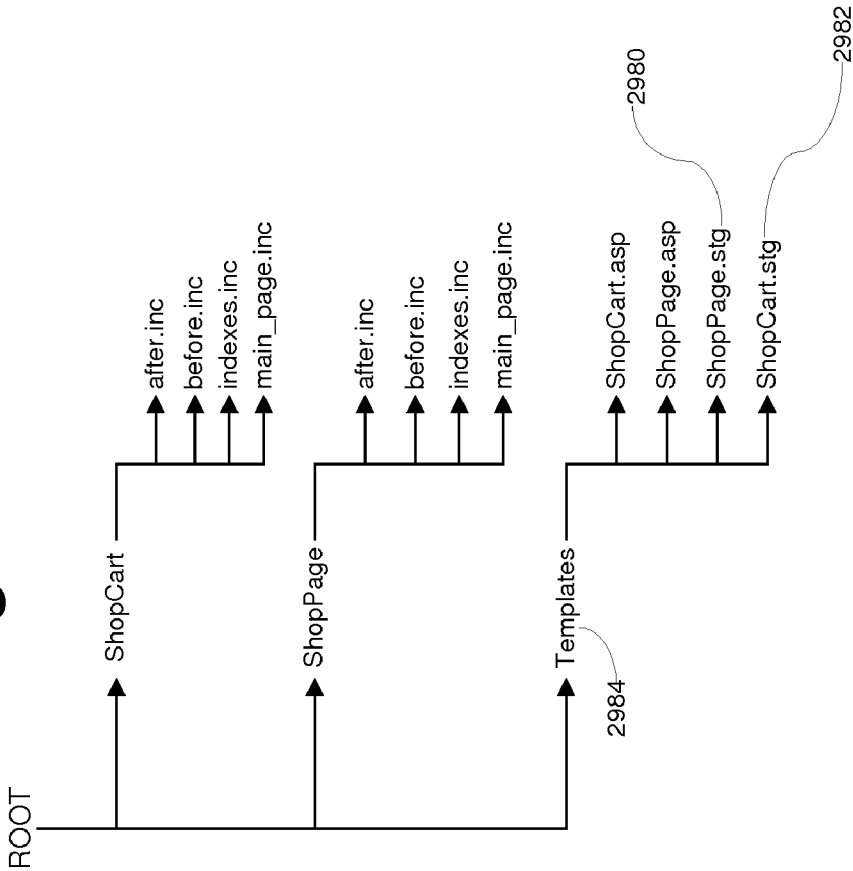 ROOT
ShopCart
after.inc
before.inc
indexes.inc
main_page.inc
ShopPage
after.inc
before.inc
indexes.inc
main_page.inc
Templates
2984
ShopCart.asp
ShopPage.asp
ShopPage.stg
2980
ShopCart.stg
2982